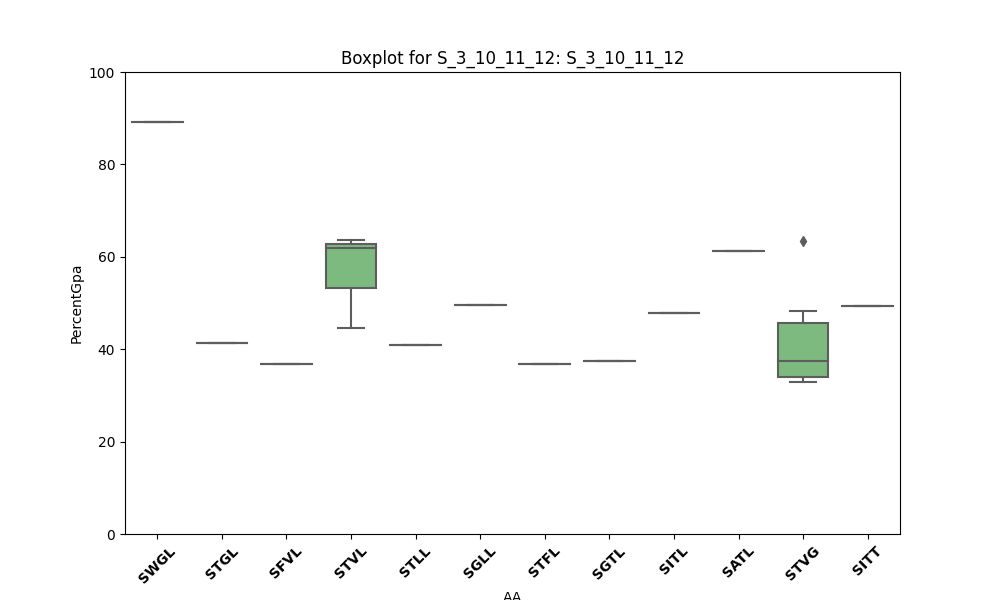 Boxplot for S_3_10_11_12: S_3_10_11_12
100
80
60
40
20
0
PercentGpa
SWGL
STGL
SFVL
STVL
STLL
SGLL
STFL
SGTL
SITL
SATL
STVG
SITT
AA